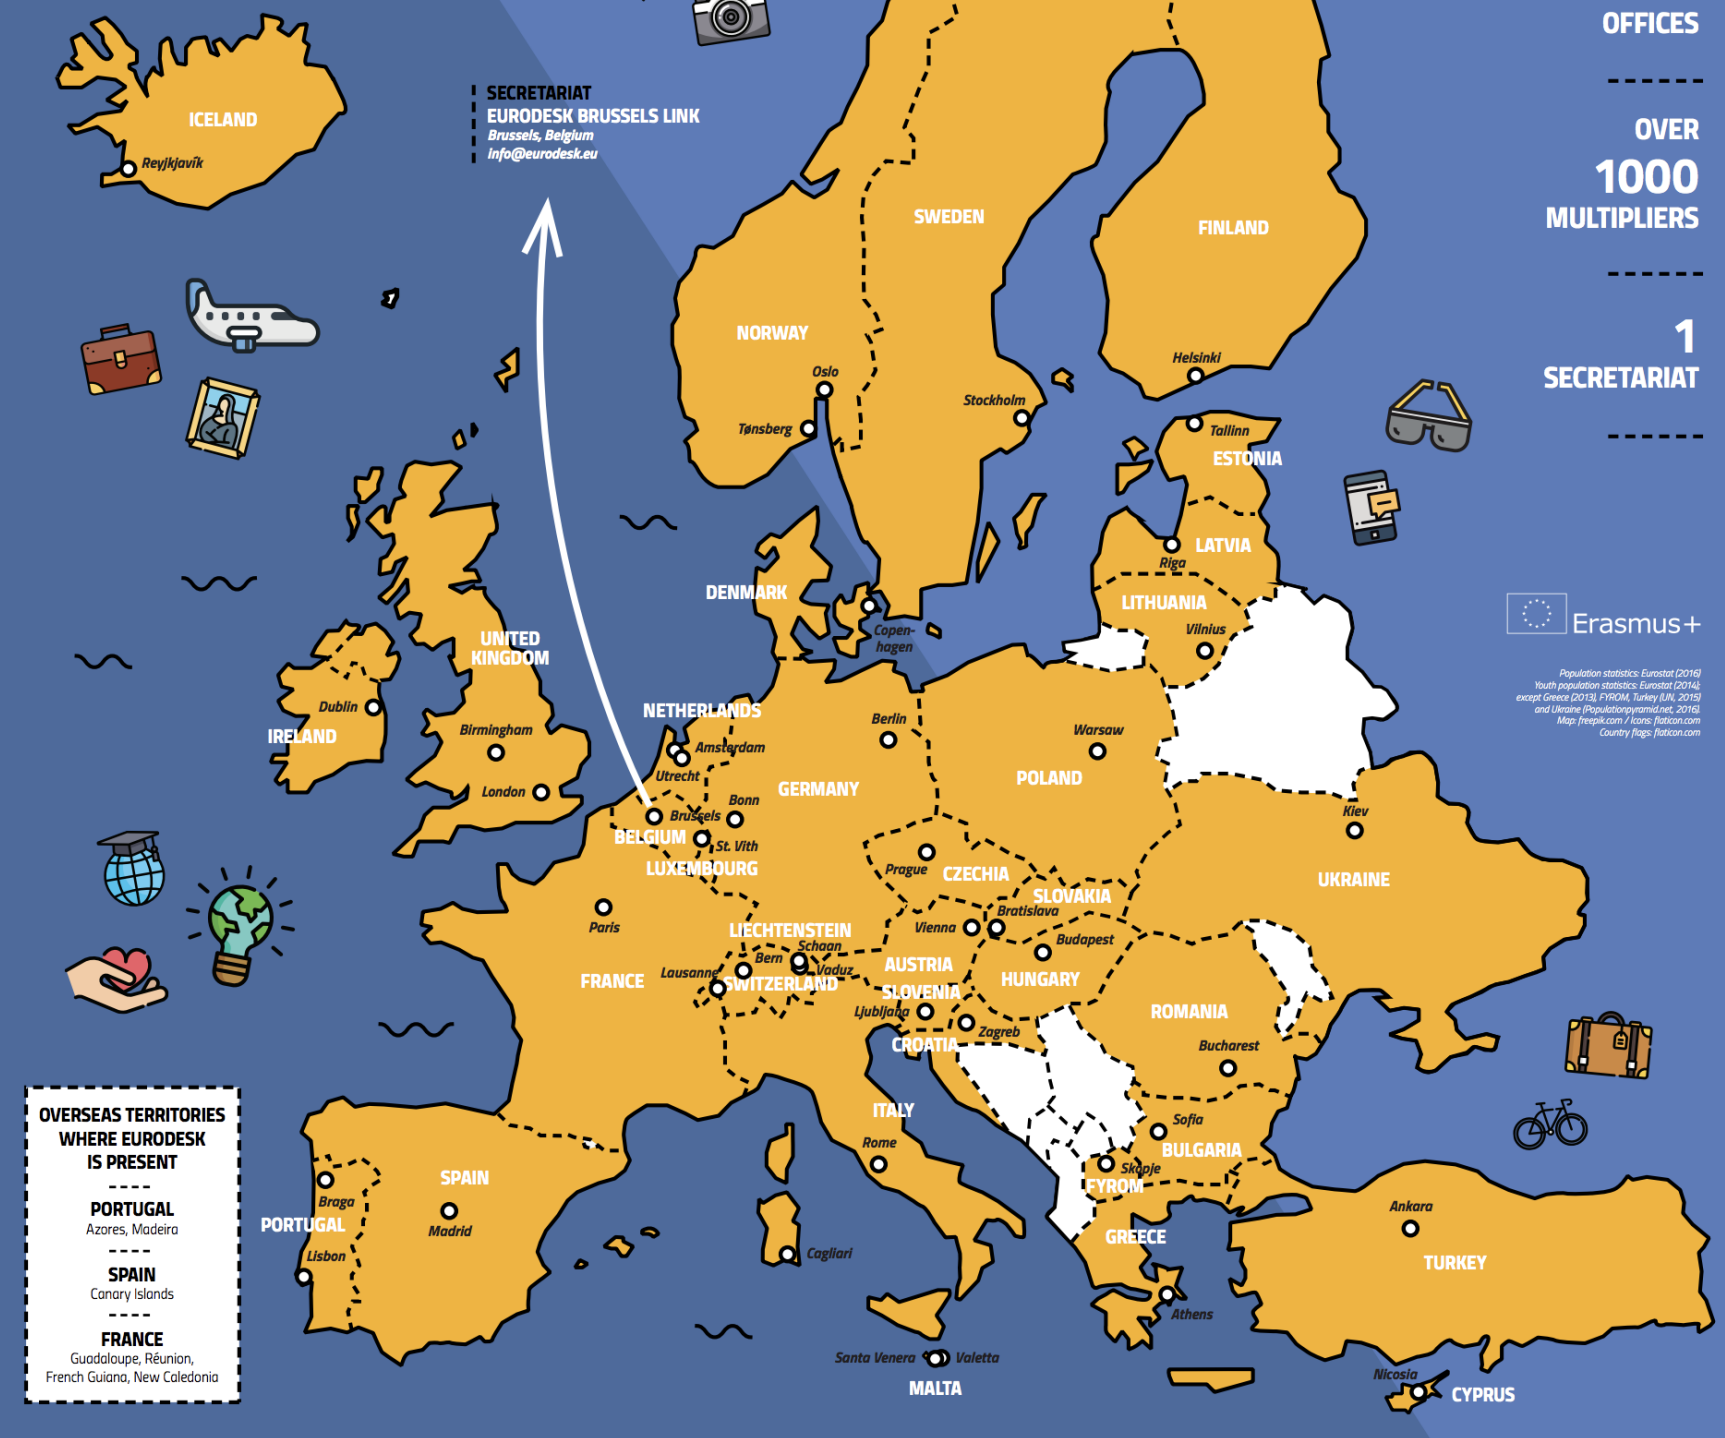 OFFICES
OVER
1000
MULTIPLIERS
1
SECRETARIAT
SECRETARIAT
EURODESK BRUSSELS LINK
Brussels, Belgium
info@eurodesk.eu
ICELAND
Reyjkjavík
SWEDEN
FINLAND
NORWAY
Oslo
Helsinki
Stockholm
Tønsberg
Tallinn
ESTONIA
LATVIA
Riga
DENMARK
LITHUANIA
Copen-
hagen
Vilnius
UNITED
KINGDOM
Erasmus+
Population statistics: Eurostat (2016)
Youth population statistics: Eurostat (2014);
except Greece (2013), FYROM, Turkey (UN, 2015)
and Ukraine (Populationpyramid.net, 2016).
Map: freepik.com / Icons: flaticon.com
Country flags: flaticon.com
Dublin
IRELAND
NETHERLANDS
Birmingham
Berlin
Warsaw
Amsterdam
Utrecht
London
GERMANY
POLAND
Bonn
Brussels
BELGIUM
St. Vith
LUXEMBOURG
Kiev
UKRAINE
Prague
CZECHIA
SLOVAKIA
Bratislava
Paris
LIECHTENSTEIN
Vienna
Schaan
Bern
Budapest
Lausanne
Vaduz
AUSTRIA
FRANCE
SWITZERLAND
HUNGARY
SLOVENIA
Ljubljana
ROMANIA
Zagreb
CROATIA
Bucharest
ITALY
Rome
Sofia
BULGARIA
Skopje
FYROM
SPAIN
Braga
Madrid
PORTUGAL
Lisbon
Cagliari
GREECE
Athens
Ankara
TURKEY
Santa Venera
Valetta
MALTA
Nicosia
CYPRUS
OVERSEAS TERRITORIES
WHERE EURODESK
IS PRESENT
PORTUGAL
Azores, Madeira
SPAIN
Canary Islands
FRANCE
Guadaloupe, Réunion,
French Guiana, New Caledonia